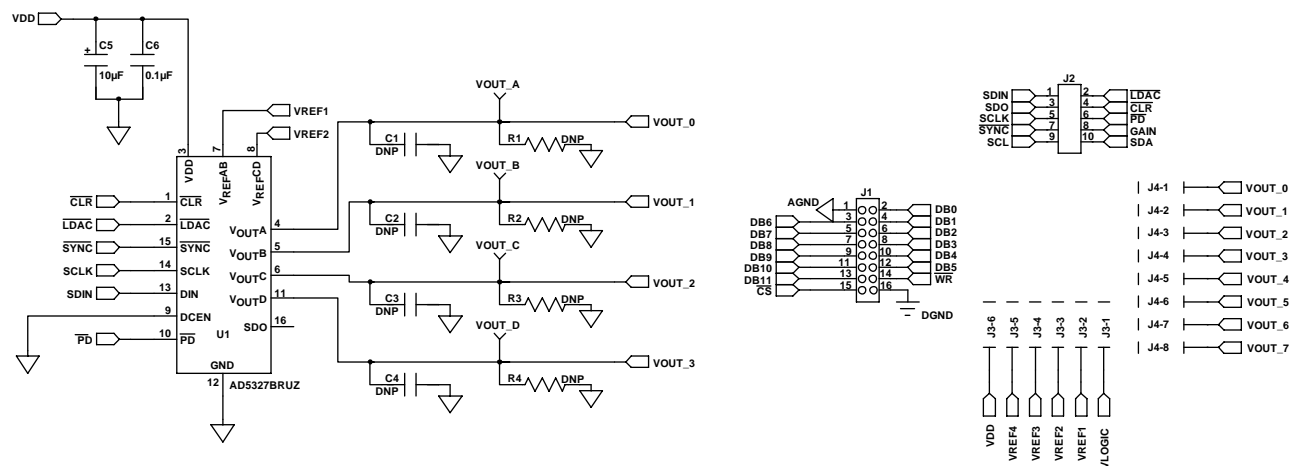 VDD
C5
C6
+
10µF
0.1µF
VREF1
VREF2
3
7
8
VDD
VREFAB
VREFCD
CLR 1 CLR
LDAC 2 LDAC
SYNC 15 SYNC
SCLK 14 SCLK
SDIN 13 DIN
9 DCEN
PD 10 PD
VOUTA 4
VOUTB 5
VOUTC 6
VOUTD 11
SDO 16
U1
GND
12
AD5327BRUZ
VOUT_A
C1
DNP
R1 DNP
VOUT_0
VOUT_B
C2
DNP
R2 DNP
VOUT_1
VOUT_C
C3
DNP
R3 DNP
VOUT_2
VOUT_D
C4
DNP
R4 DNP
VOUT_3
J1
AGND 1 2 DB0
DB6 3 4 DB1
DB7 5 6 DB2
DB8 7 8 DB3
DB9 9 10 DB4
DB10 11 12 DB5
DB11 13 14 WR
CS 15 16
DGND
J2
SDIN 1 2 LDAC
SDO 3 4 CLR
SCLK 5 6 PD
SYNC 7 8 GAIN
SCL 9 10 SDA
J4-1 VOUT_0
J4-2 VOUT_1
J4-3 VOUT_2
J4-4 VOUT_3
J4-5 VOUT_4
J4-6 VOUT_5
J4-7 VOUT_6
J4-8 VOUT_7
J3-6 VDD
J3-5 VREF4
J3-4 VREF3
J3-3 VREF2
J3-2 VREF1
J3-1 VLOGIC